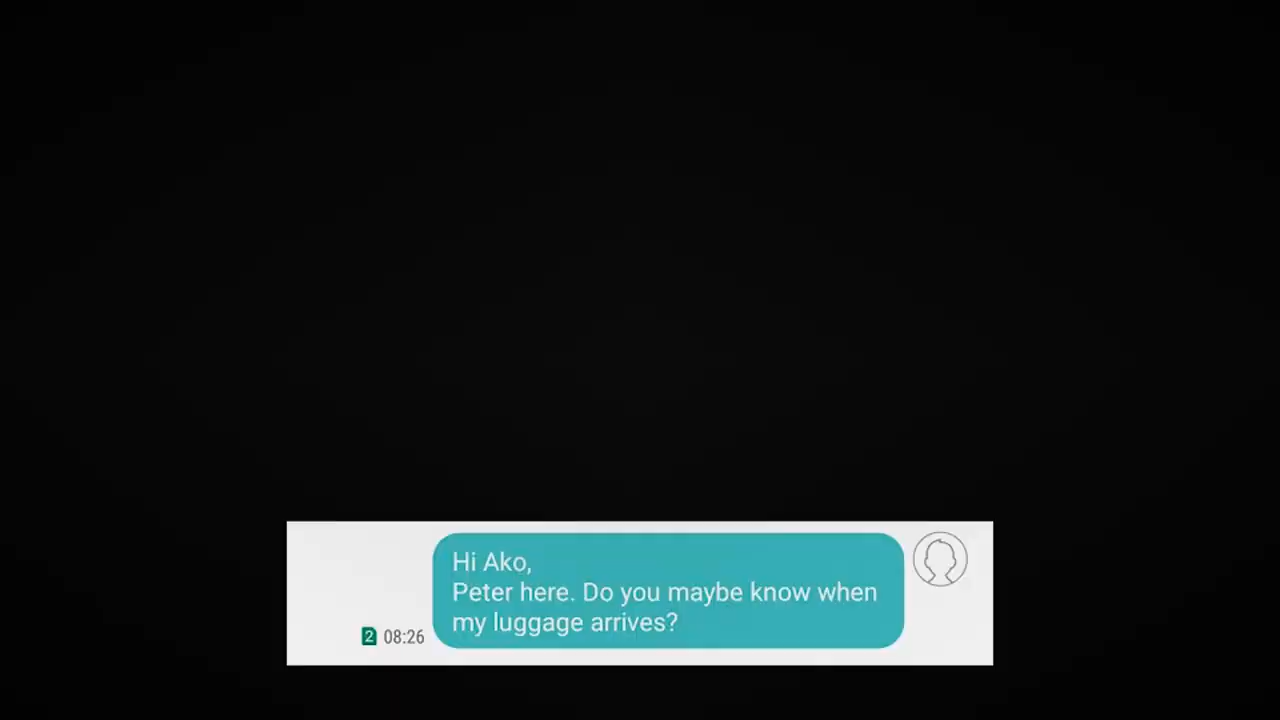 Hi Ako,
Peter here. Do you maybe know when
my luggage arrives?
2 08:26